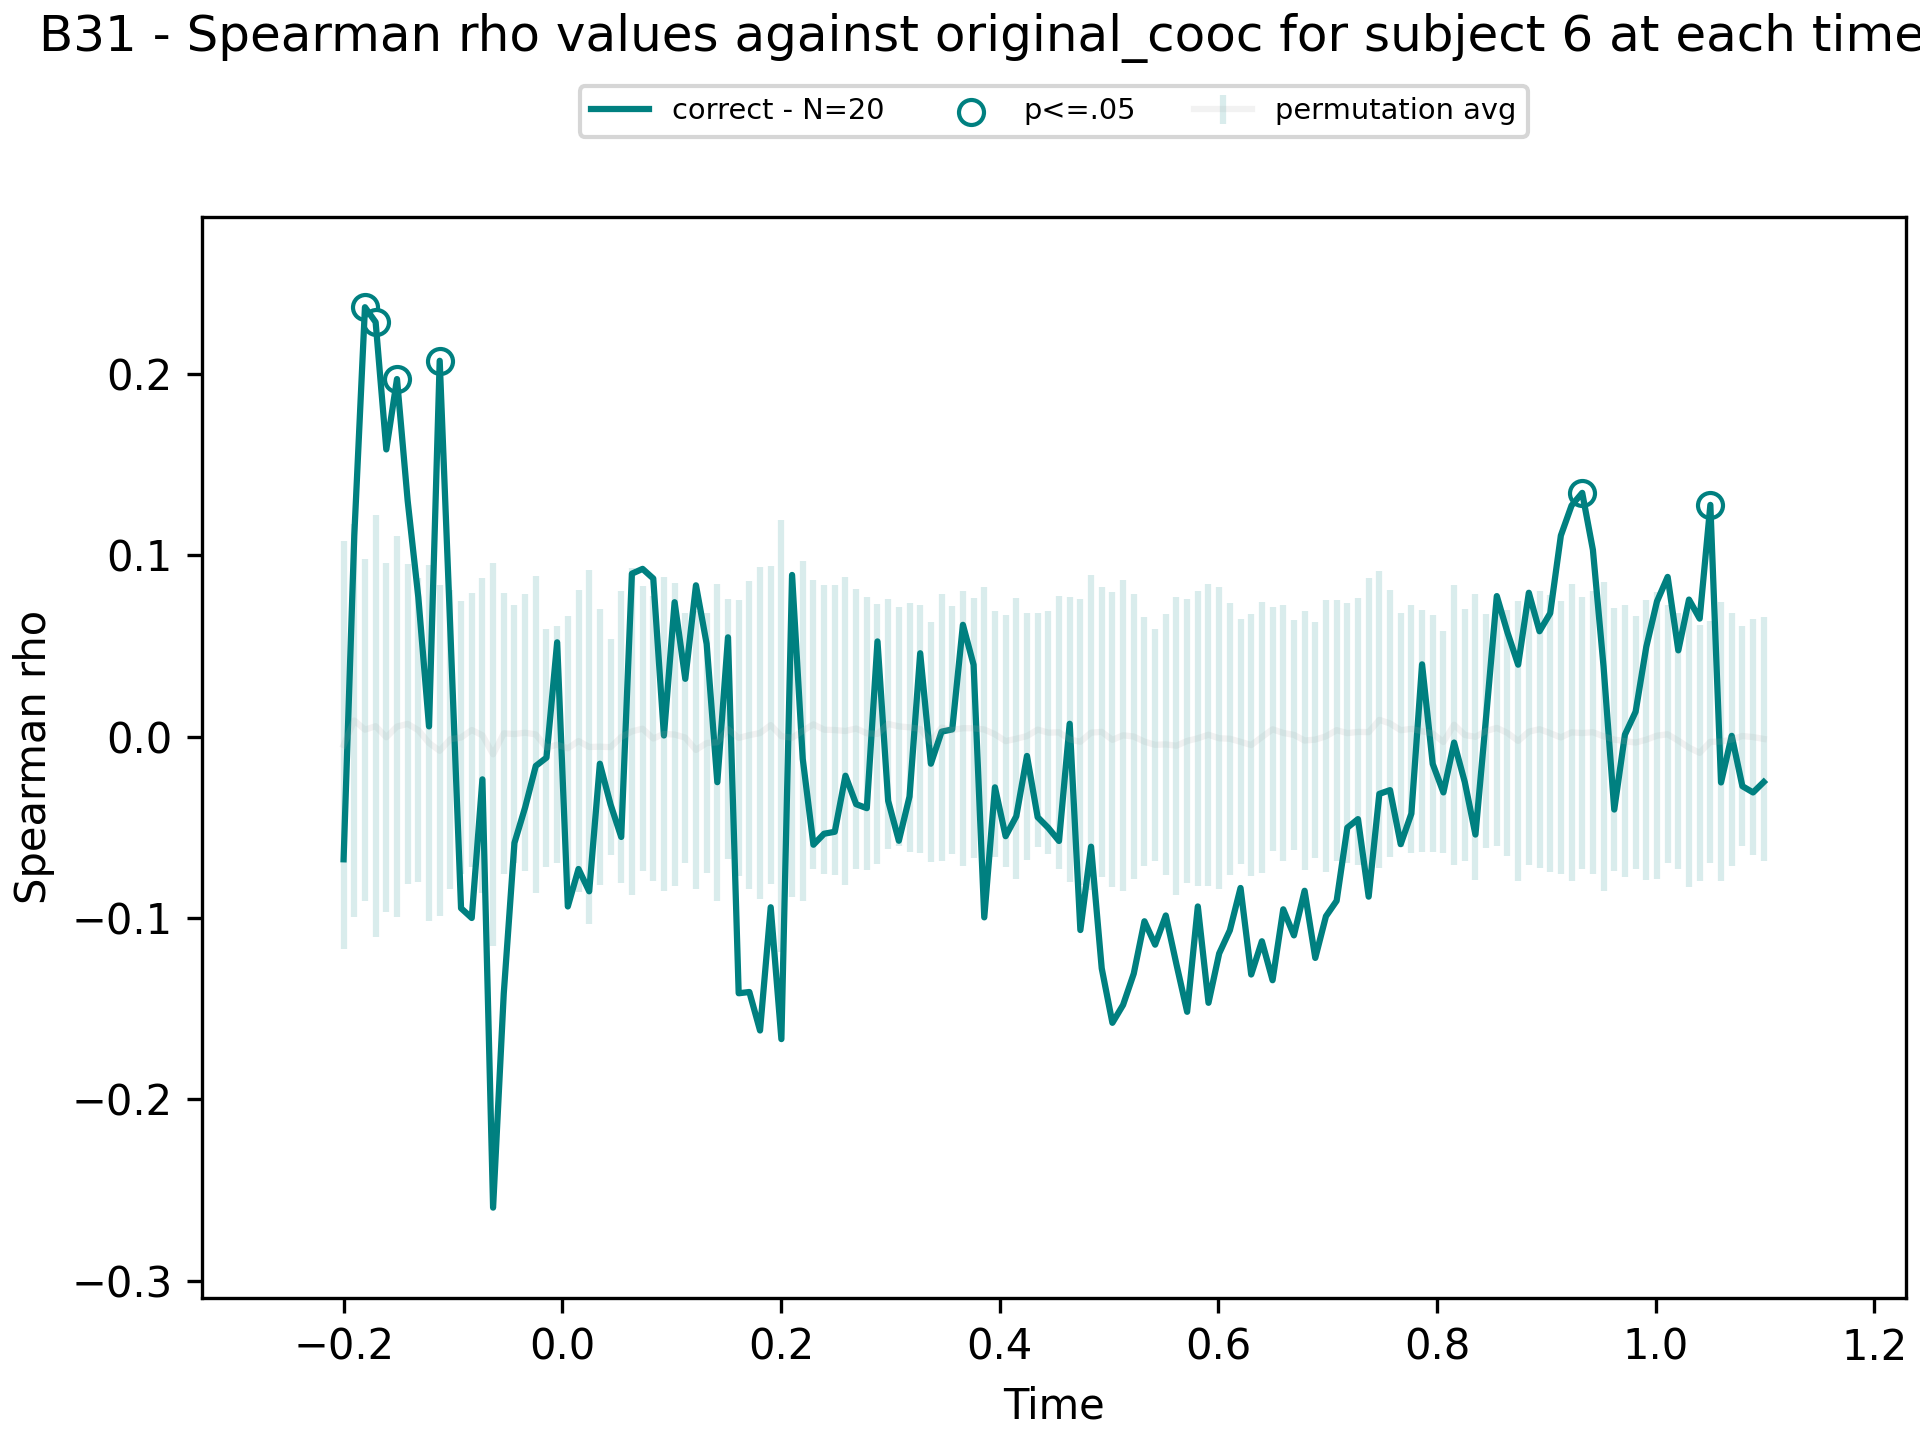 B31 - Spearman rho values against original_cooc for subject 6 at each time
correct - N=20 p<=.05 permutation avg
Spearman rho
0.2
0.1
0.0
−0.1
−0.2
−0.3
−0.2 0.0 0.2 0.4 0.6 0.8 1.0 1.2
Time